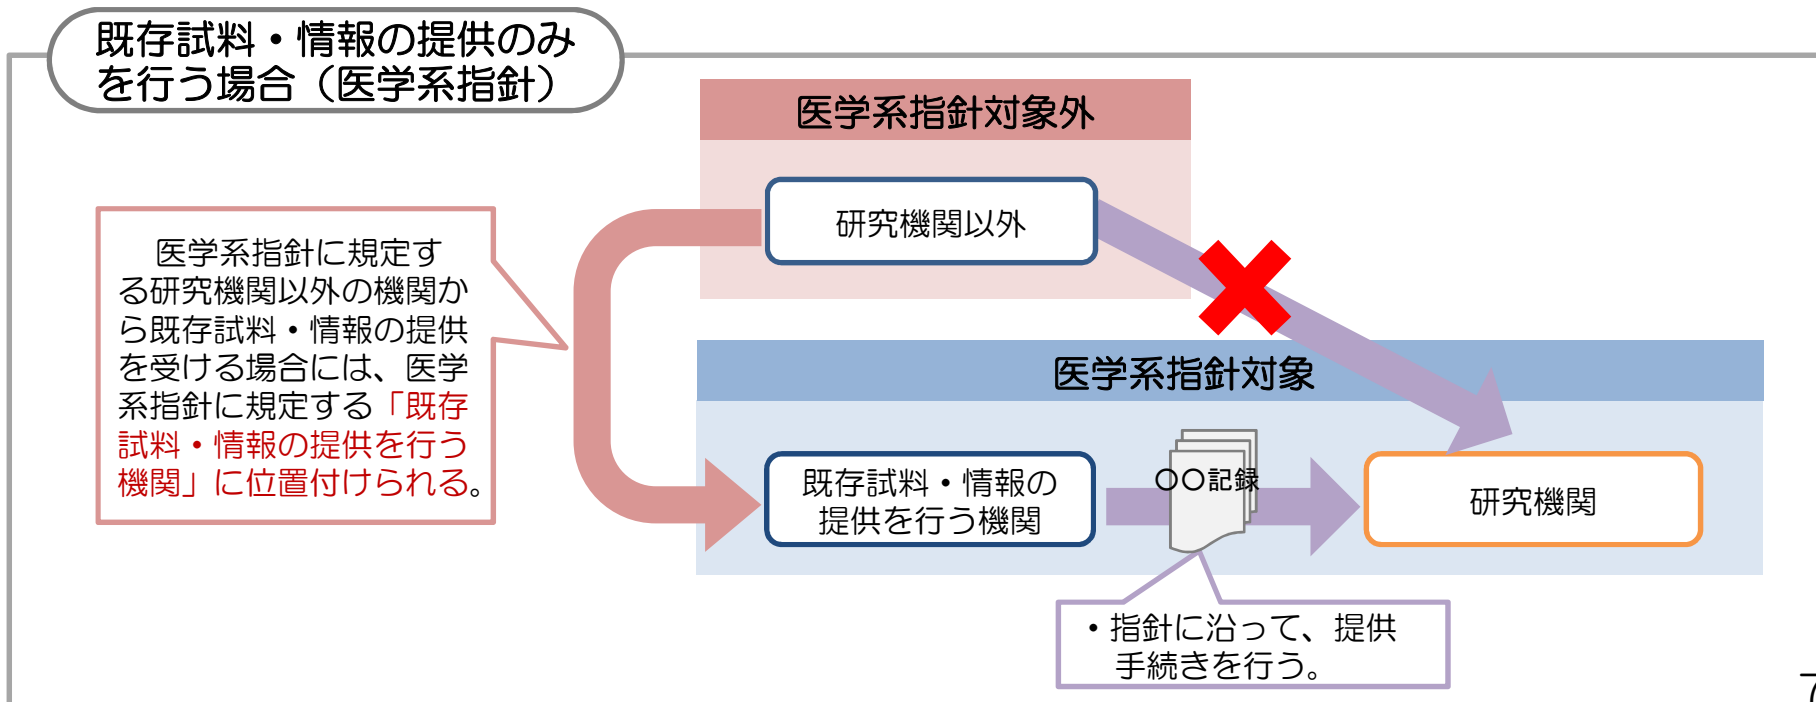 既存試料・情報の提供のみ
を行う場合（医学系指針）
医学系指針対象外
研究機関以外
医学系指針に規定す
る研究機関以外の機関か
ら既存試料・情報の提供
を受ける場合には、医学
系指針に規定する「既存
試料・情報の提供を行う
機関」に位置付けられる。
医学系指針対象
既存試料・情報の
提供を行う機関
〇〇記録
研究機関
・指針に沿って、提供
手続きを行う。
7